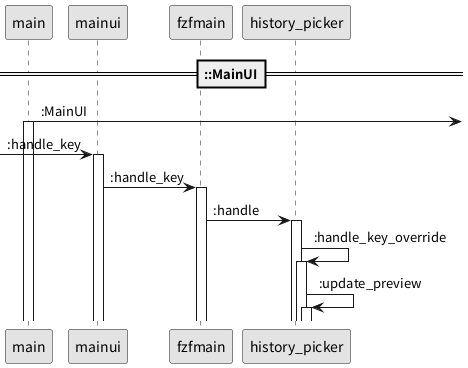 main mainui fzfmain history_picker
::MainUI
:MainUI
:handle_key
:handle_key
:handle
:handle_key_override
:update_preview
main mainui fzfmain history_picker